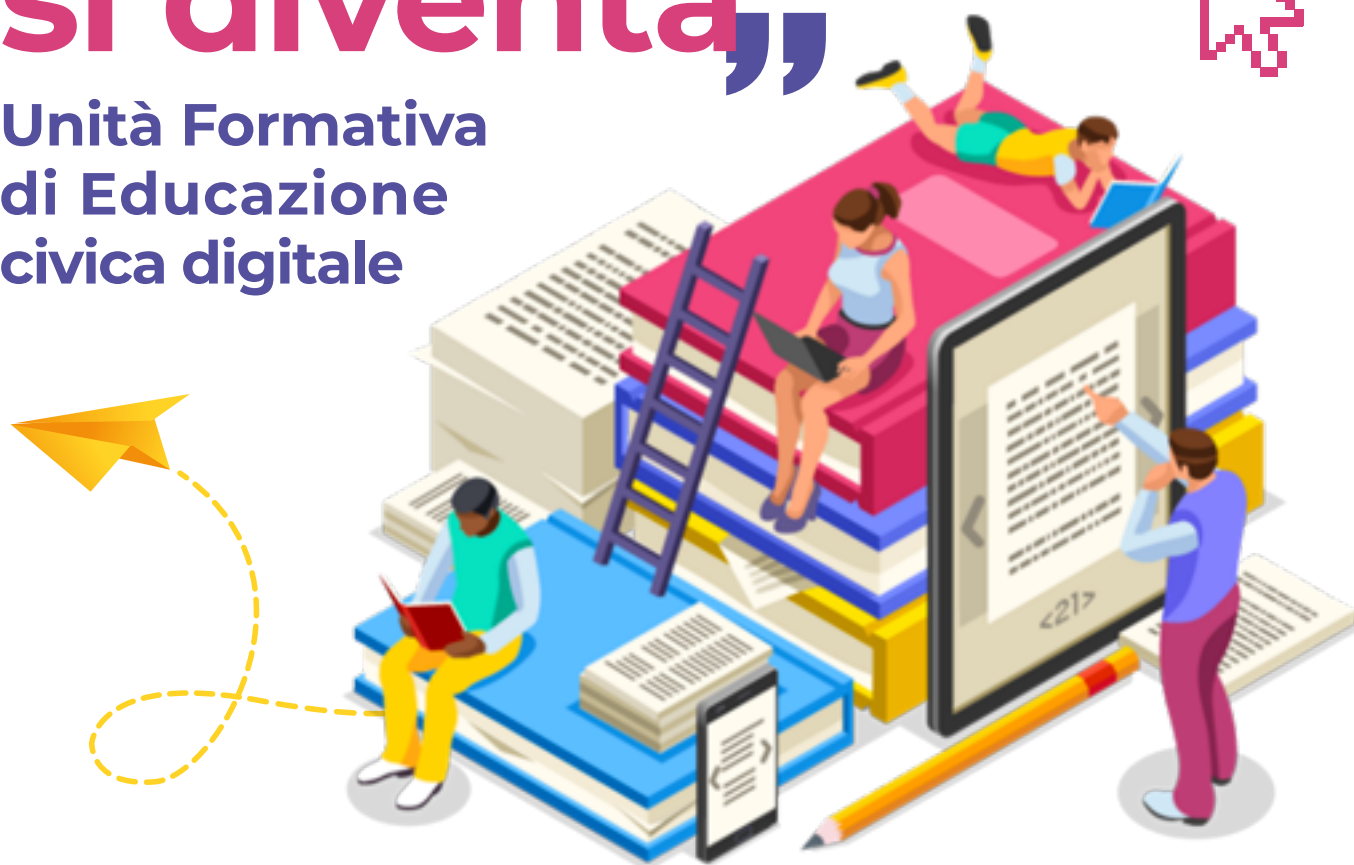 si diventa”
Unità Formativa
di Educazione
civica digitale
<21>